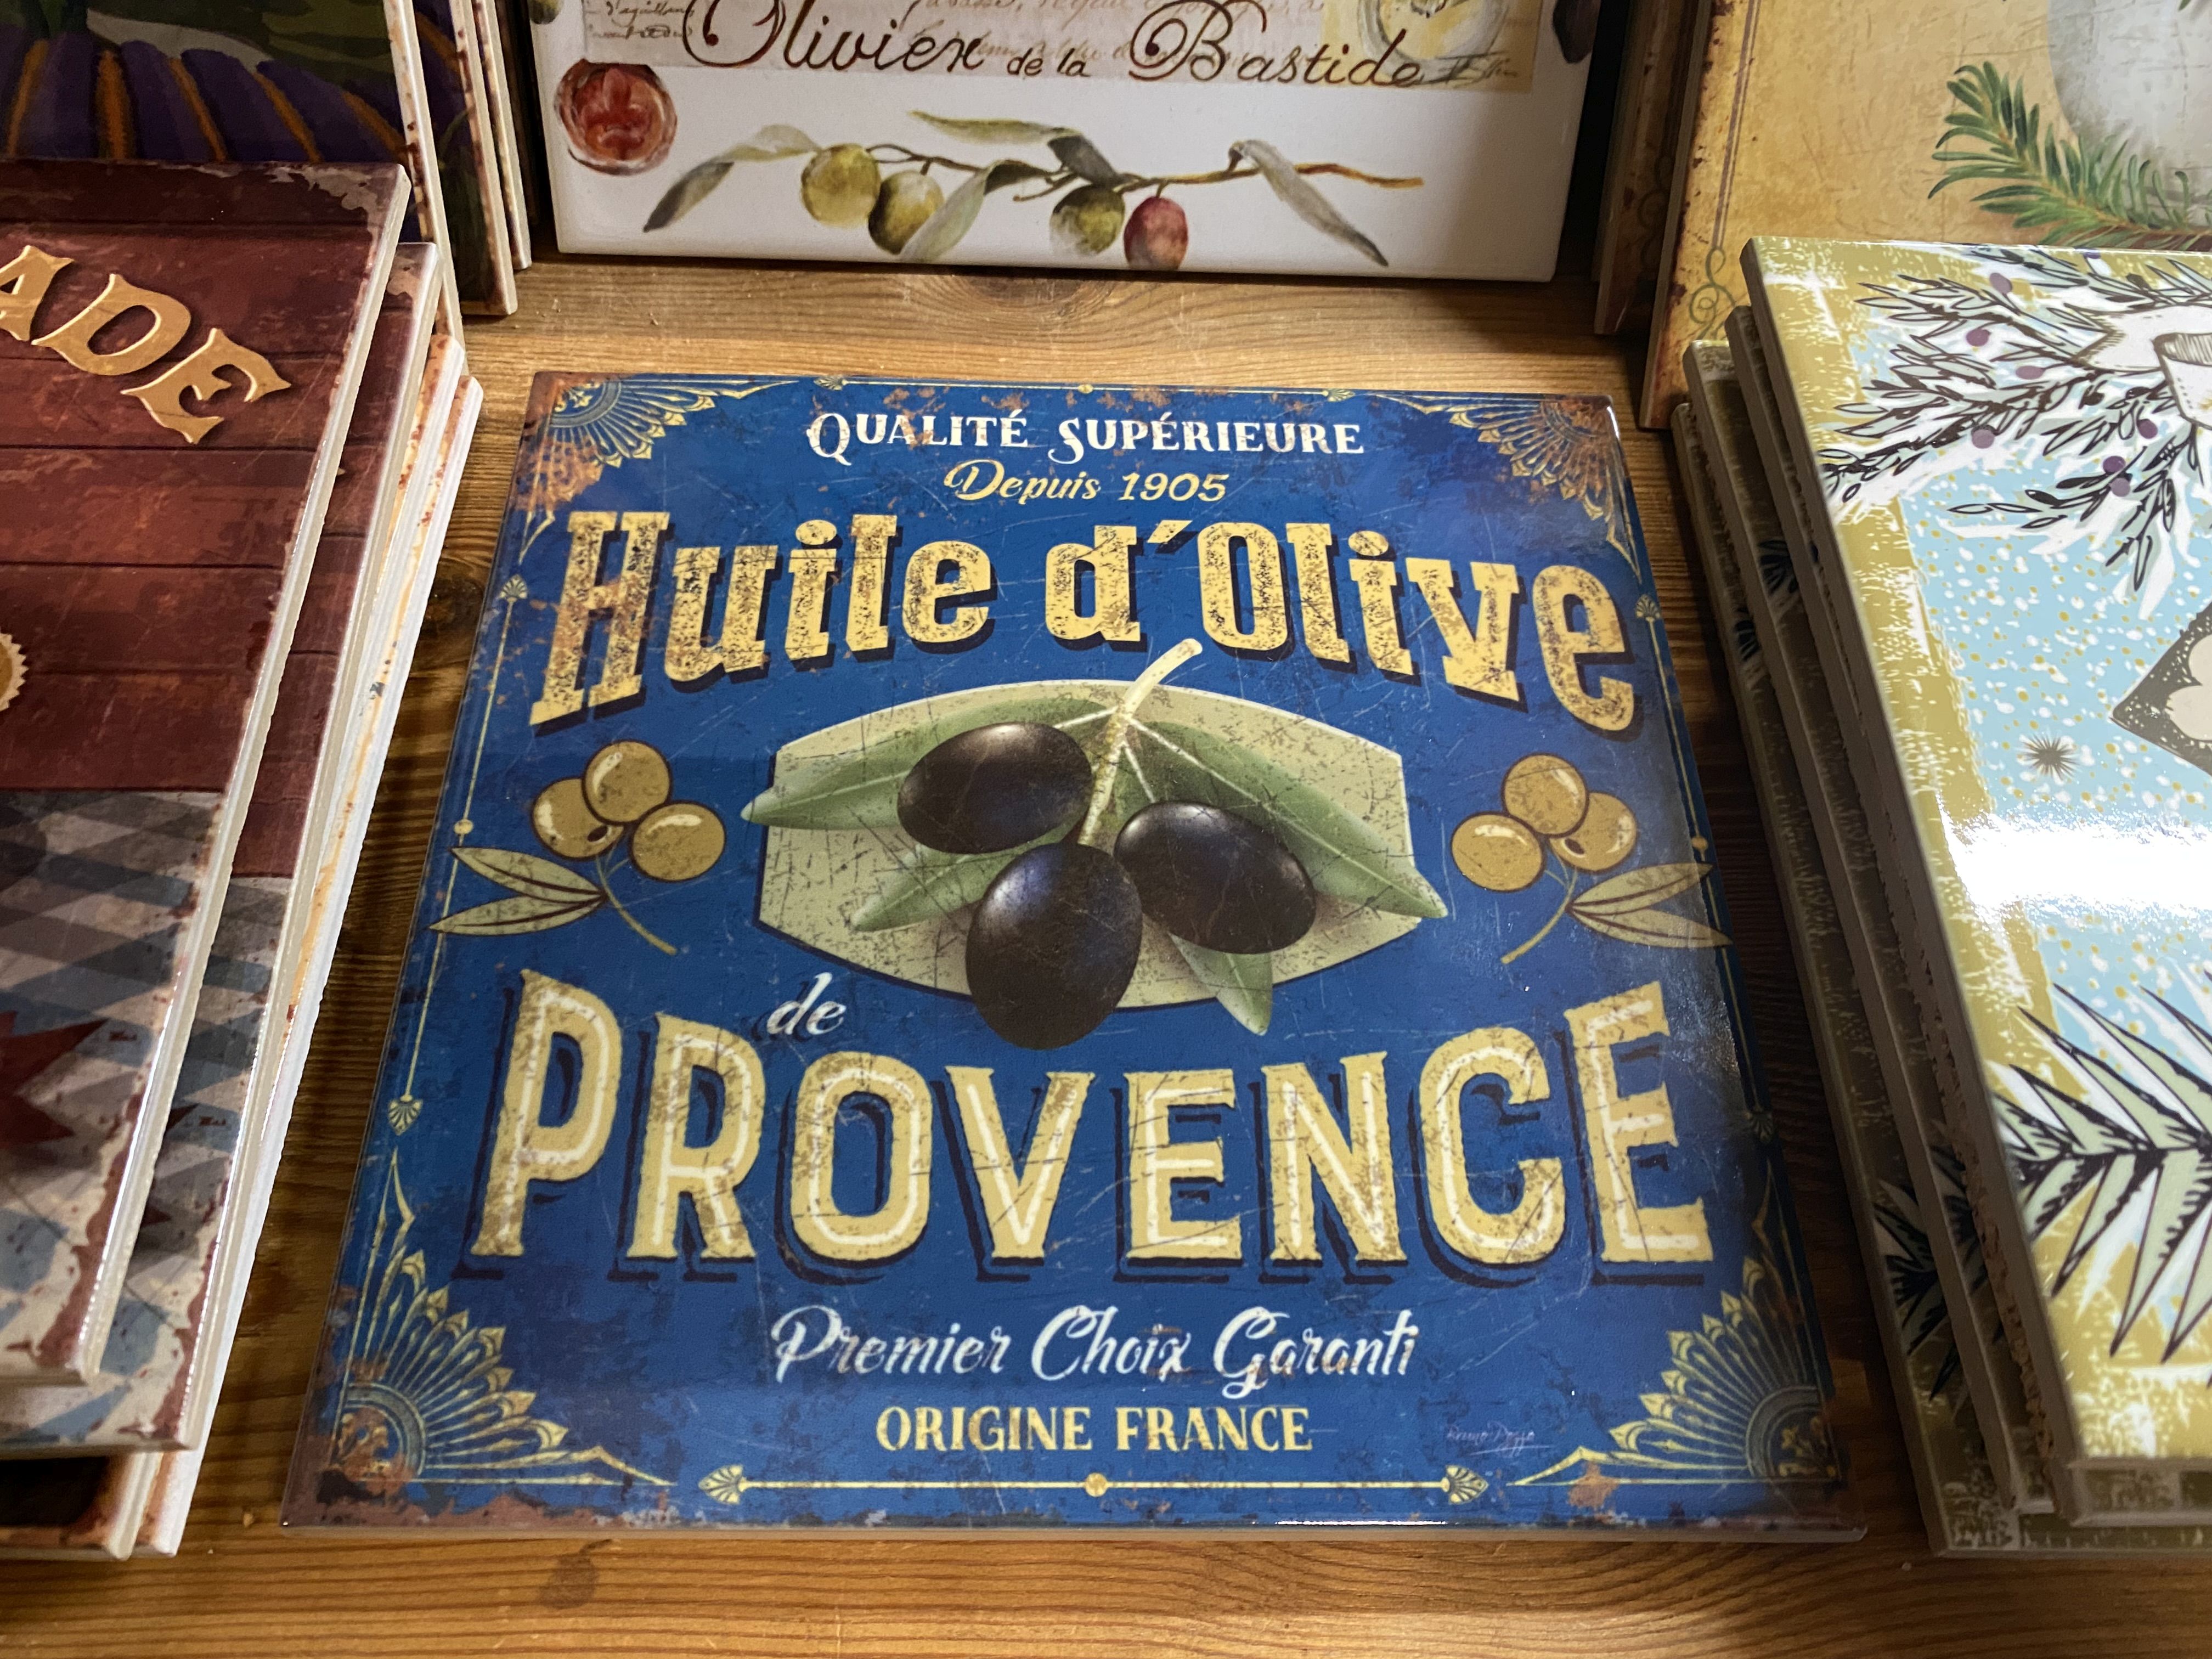 Olivier de la Bastide
ADE
QUALITÉ SUPÉRIEURE
Depuis 1905
Huile d'Olive
de
PROVENCE
Premier Choix Garanti
ORIGINE FRANCE